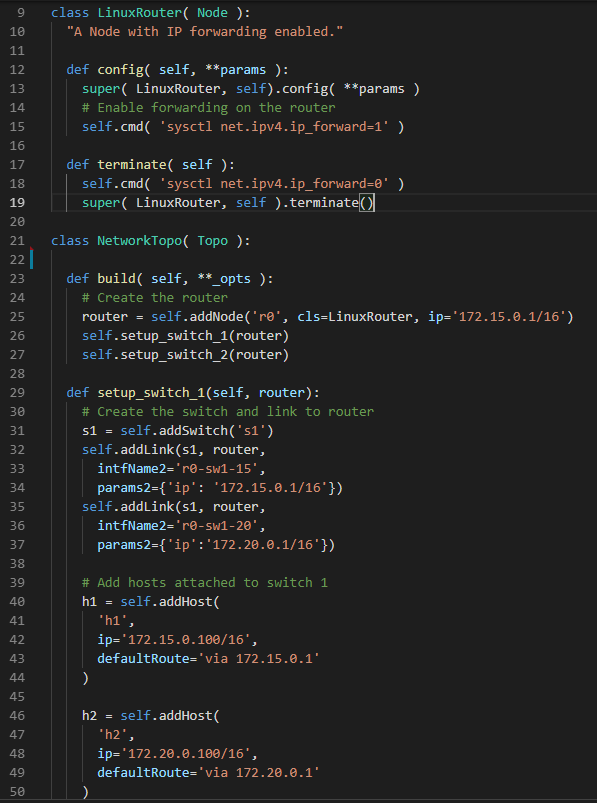 9 class LinuxRouter( Node ):
10 "A Node with IP forwarding enabled."
11
12 def config( self, **params ):
13 super( LinuxRouter, self).config( **params )
14 # Enable forwarding on the router
15 self.cmd( 'sysctl net.ipv4.ip_forward=1' )
16
17 def terminate( self ):
18 self.cmd( 'sysctl net.ipv4.ip_forward=0' )
19 super( LinuxRouter, self ).terminate()
20
21 class NetworkTopo( Topo ):
22
23 def build( self, **_opts ):
24 # Create the router
25 router = self.addNode('r0', cls=LinuxRouter, ip='172.15.0.1/16')
26 self.setup_switch_1(router)
27 self.setup_switch_2(router)
28
29 def setup_switch_1(self, router):
30 # Create the switch and link to router
31 s1 = self.addSwitch('s1')
32 self.addLink(s1, router,
33 intfName2='r0-sw1-15',
34 params2={'ip': '172.15.0.1/16'})
35 self.addLink(s1, router,
36 intfName2='r0-sw1-20',
37 params2={'ip':'172.20.0.1/16'})
38
39 # Add hosts attached to switch 1
40 h1 = self.addHost(
41 'h1',
42 ip='172.15.0.100/16',
43 defaultRoute='via 172.15.0.1'
44 )
45
46 h2 = self.addHost(
47 'h2',
48 ip='172.20.0.100/16',
49 defaultRoute='via 172.20.0.1'
50 )